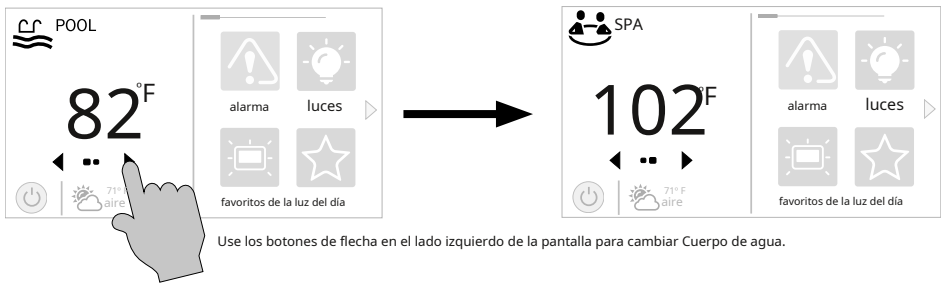 POOL
82°F
alarma
luces
71° F
aire
favoritos de la luz del día
SPA
102°F
alarma
luces
71° F
aire
favoritos de la luz del día
Use los botones de flecha en el lado izquierdo de la pantalla para cambiar Cuerpo de agua.